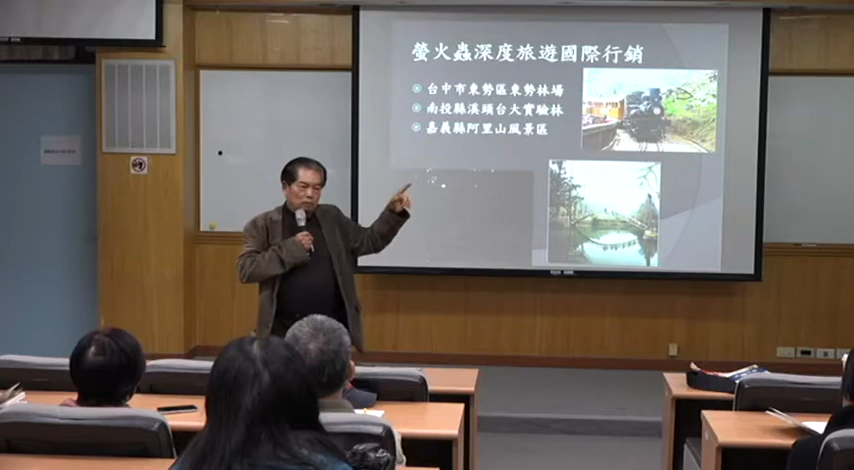 螢火蟲深度旅遊國際行銷
台中市東勢區東勢林場
南投縣溪頭台大實驗林
嘉義縣阿里山風景區